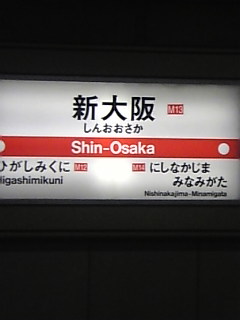 新大阪 M13
しんおおさか
Shin-Osaka
ひがしみくに M12 M14 にしなかじま
みなみがた
Higashimikuni
Nishinakajima-Minamigata